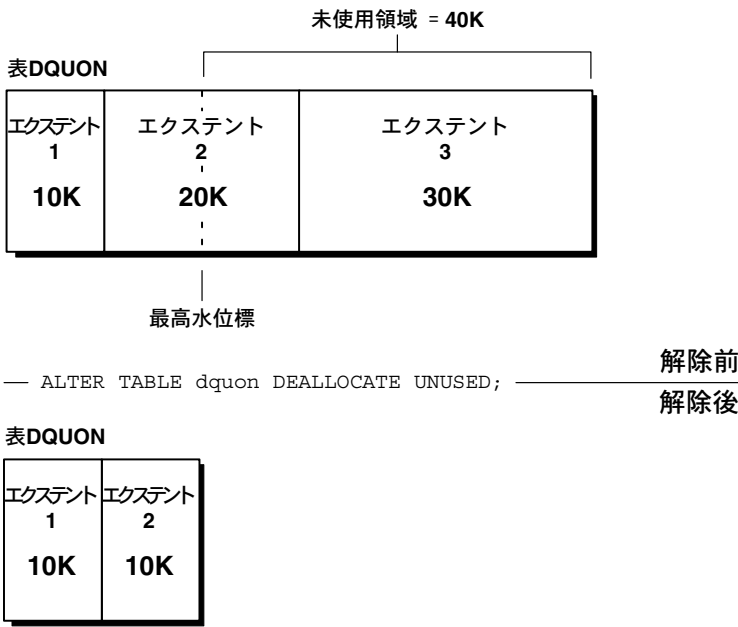 未使用領域 = 40K
表DQUON
エクステント
1
10K
エクステント
2
20K
エクステント
3
30K
最高水位標
解除前
ALTER TABLE dquon DEALLOCATE UNUSED;
解除後
表DQUON
エクステント
1
10K
エクステント
2
10K